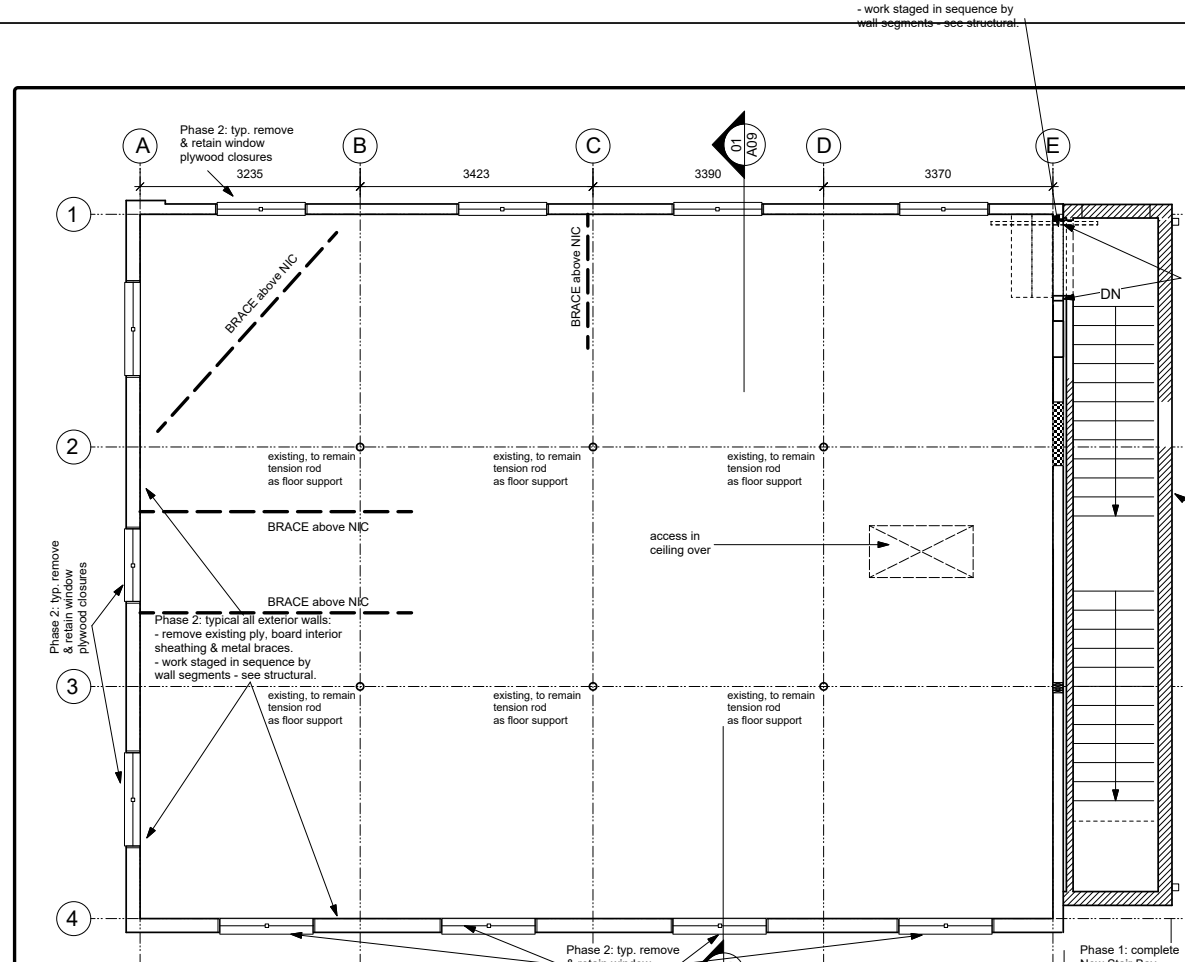 - work staged in sequence by
wall segments - see structural.
Phase 2: typ. remove
& retain window
plywood closures
A
B
C
D
E
01
A09
3235
3423
3390
3370
1
BRACE above NIC
BRACE above NIC
DN
2
existing, to remain
tension rod
as floor support
existing, to remain
tension rod
as floor support
existing, to remain
tension rod
as floor support
BRACE above NIC
access in
ceiling over
Phase 2: typ. remove
& retain window
plywood closures
BRACE above NIC
Phase 2: typical all exterior walls:
- remove existing ply, board interior
sheathing & metal braces.
- work staged in sequence by
wall segments - see structural.
3
existing, to remain
tension rod
as floor support
existing, to remain
tension rod
as floor support
existing, to remain
tension rod
as floor support
4
Phase 2: typ. remove
& retain window
Phase 1: complete
New Stair Bay